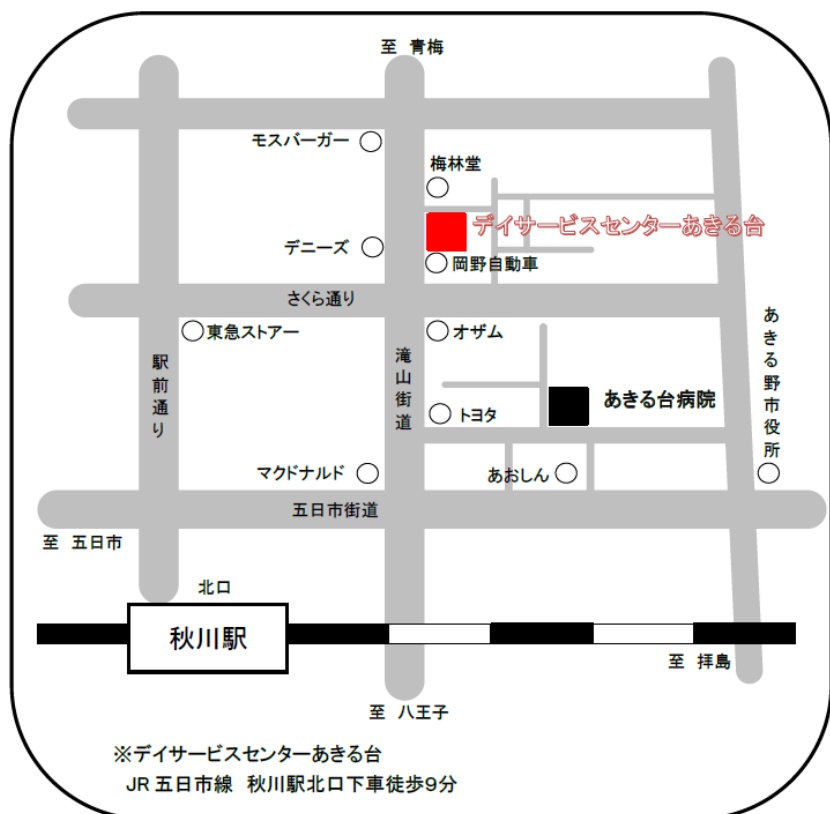 至 青梅
モスバーガー
梅林堂
デイサービスセンターあきる台
デニーズ
岡野自動車
さくら通り
東急ストアー
オザム
駅前通り
滝山街道
あきる野市役所
あきる台病院
トヨタ
マクドナルド
あおしん
五日市街道
至 五日市
北口
秋川駅
至 拝島
至 八王子
※デイサービスセンターあきる台
JR 五日市線 秋川駅北口下車徒歩9分